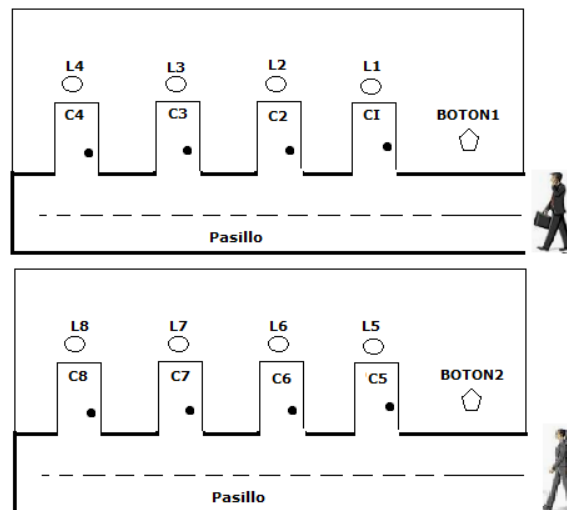 L4 L3 L2 L1
C4 C3 C2 CI BOTON1
Pasillo
L8 L7 L6 L5
C8 C7 C6 C5 BOTON2
Pasillo